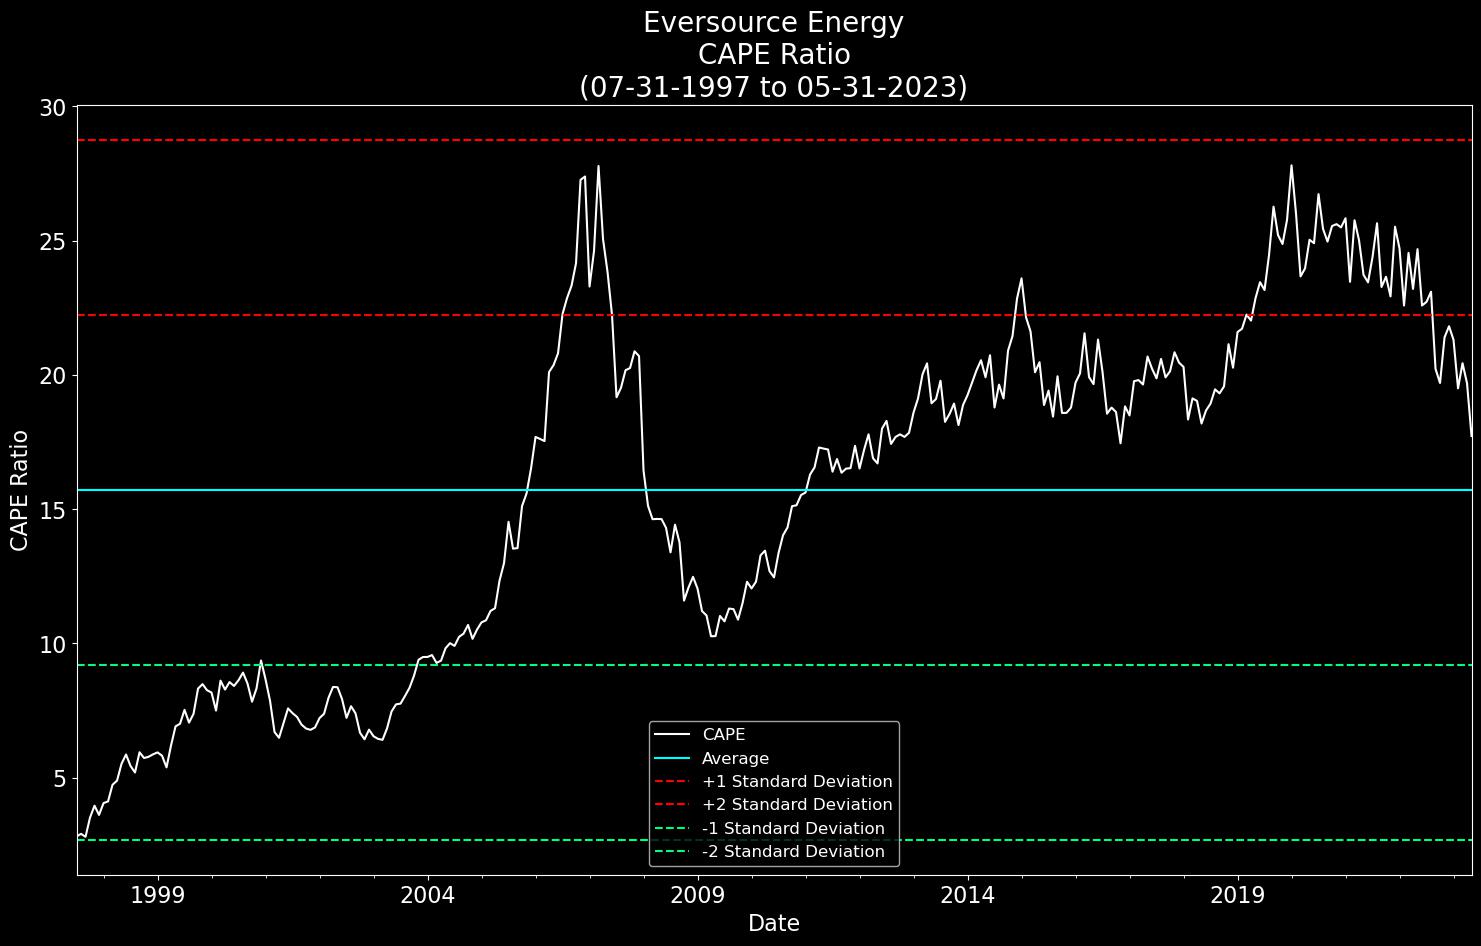 Eversource Energy
CAPE Ratio
(07-31-1997 to 05-31-2023)
30
25
20
15
10
5
CAPE Ratio
CAPE
Average
+1 Standard Deviation
+2 Standard Deviation
-1 Standard Deviation
-2 Standard Deviation
1999 2004 2009 2014 2019
Date